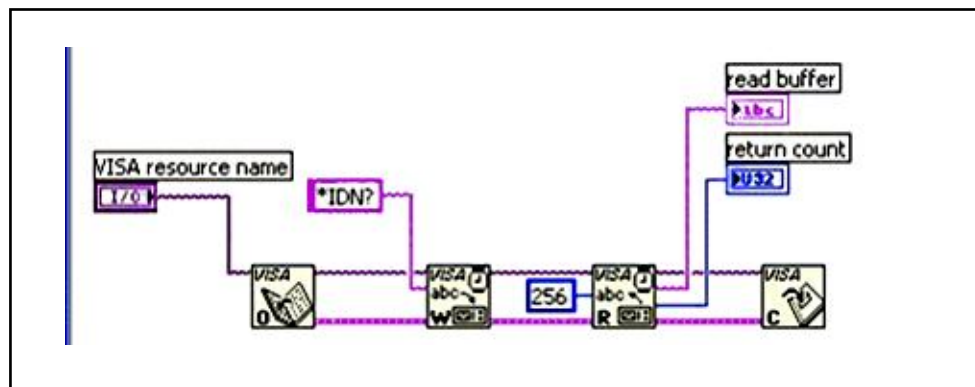 read buffer
abc
return count
U32
VISA resource name
I/O
*IDN?
VISA
O
VISA
abc
W
256
VISA
abc
R
VISA
C